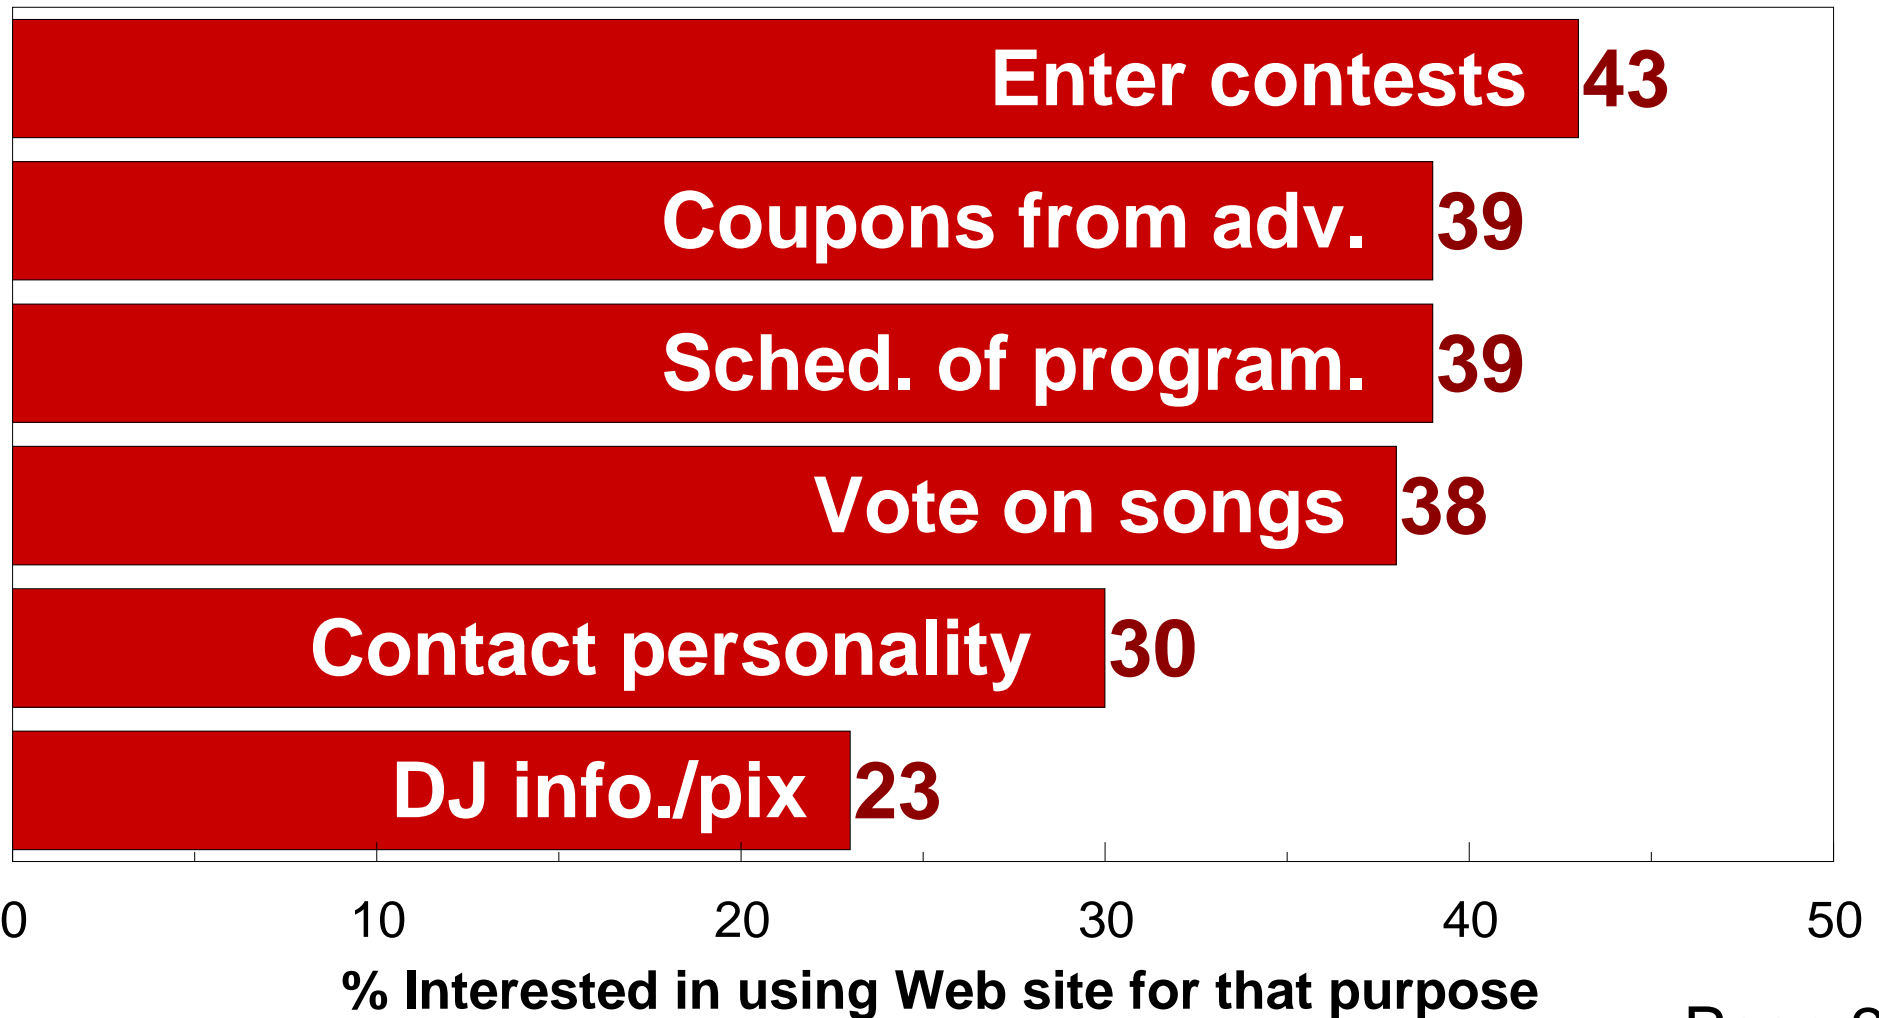 Enter contests 43
Coupons from adv. 39
Sched. of program. 39
Vote on songs 38
Contact personality 30
DJ info./pix 23
0 10 20 30 40 50
% Interested in using Web site for that purpose